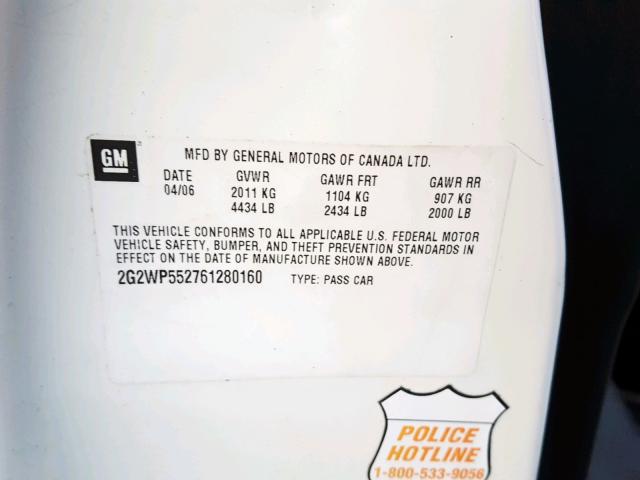 GM
MFD BY GENERAL MOTORS OF CANADA LTD.
DATE GVWR GAWR FRT GAWR RR
04/06 2011 KG 1104 KG 907 KG
4434 LB 2434 LB 2000 LB
THIS VEHICLE CONFORMS TO ALL APPLICABLE U.S. FEDERAL MOTOR
VEHICLE SAFETY, BUMPER, AND THEFT PREVENTION STANDARDS IN
EFFECT ON THE DATE OF MANUFACTURE SHOWN ABOVE.
2G2WP552761280160 TYPE: PASS CAR
POLICE
HOTLINE
1-800-533-9056